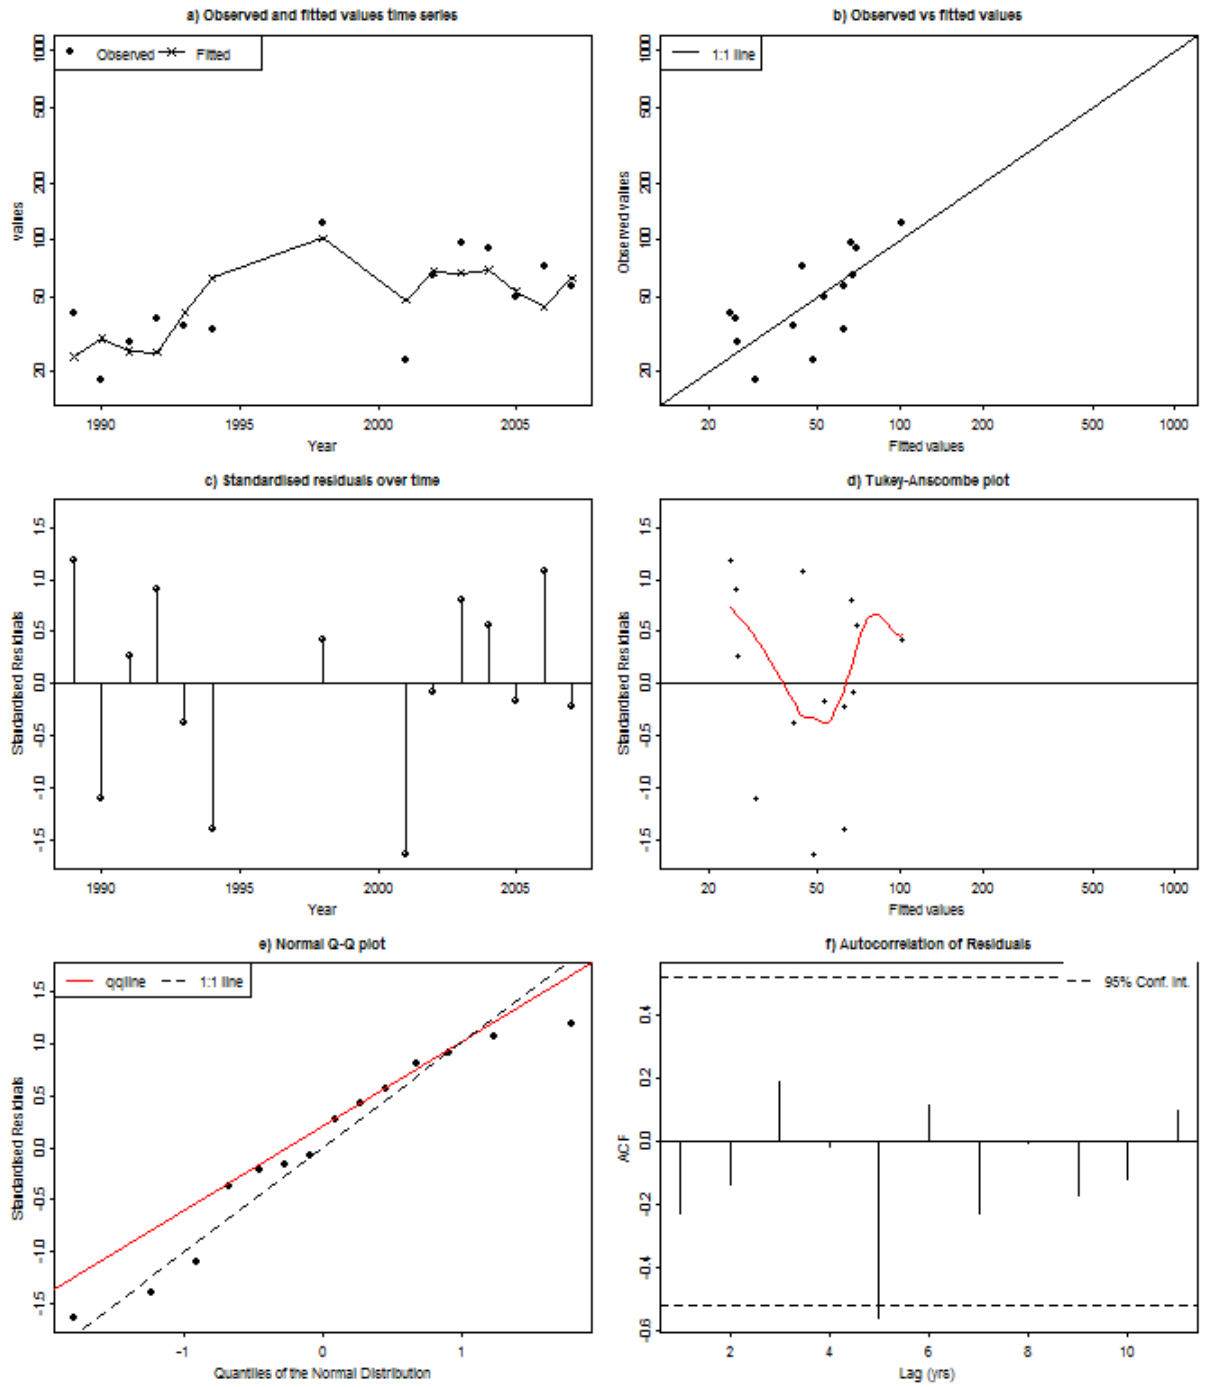 a) Observed and fitted values time series
Observed Fitted
values
1000
500
200
100
50
20
1990 1995 2000 2005
Year
b) Observed vs fitted values
1:1 line
Observed values
1000
500
200
100
50
20
20 50 100 200 500 1000
Fitted values
c) Standardised residuals over time
Standardised Residuals
1.5
1.0
0.5
0.0
-0.5
-1.0
-1.5
1990 1995 2000 2005
Year
d) Tukey-Anscombe plot
Standardised Residuals
1.5
1.0
0.5
0.0
-0.5
-1.0
-1.5
20 50 100 200 500 1000
Fitted values
e) Normal Q-Q plot
qqline 1:1 line
Standardised Residuals
1.5
1.0
0.5
0.0
-0.5
-1.0
-1.5
-1 0 1
Quantiles of the Normal Distribution
f) Autocorrelation of Residuals
95% Conf. Int.
ACF
0.4
0.2
0.0
-0.2
-0.4
-0.6
2 4 6 8 10
Lag (yrs)